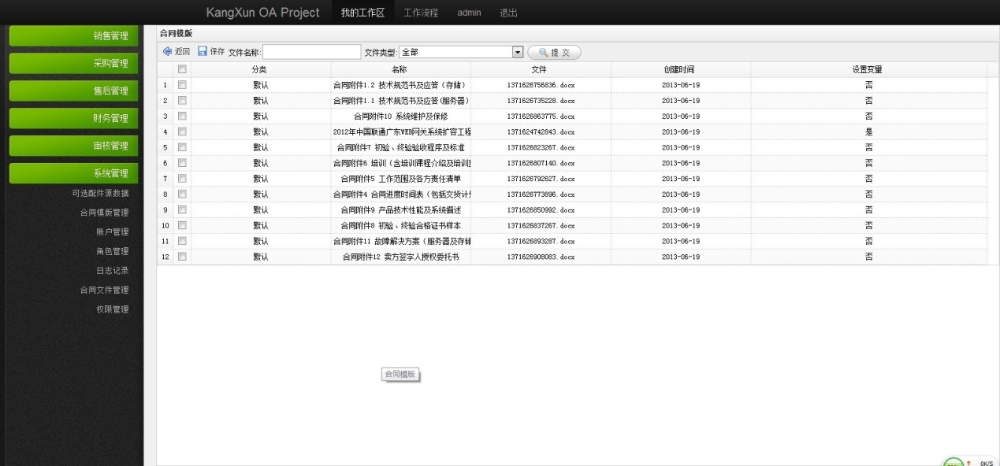 KangXun OA Project 我的工作区 工作流程 admin 退出
销售管理
采购管理
售后管理
财务管理
审核管理
系统管理
可选配件源数据
合同模版管理
账户管理
角色管理
日志记录
合同文件管理
权限管理
合同模版
返回 保存 文件名称: 文件类型: 全部 提 交
分类 名称 文件 创建时间 设置变量
1 默认 合同附件1.2 技术规范书及应答（存储） 1371626756836.docx 2013-06-19 否
2 默认 合同附件1.1 技术规范书及应答(服务器) 1371626735228.docx 2013-06-19 否
3 默认 合同附件10 系统维护及保修 1371626863775.docx 2013-06-19 否
4 默认 2012年中国联通广东WEB网关系统扩容工程 1371624742843.docx 2013-06-19 是
5 默认 合同附件7 初验、终验验收程序及标准 1371626823267.docx 2013-06-19 否
6 默认 合同附件6 培训（含培训课程介绍及培训 1371626807140.docx 2013-06-19 否
7 默认 合同附件5 工作范围及各方责任清单 1371626792627.docx 2013-06-19 否
8 默认 合同附件4 合同进度时间表（包括交货计 1371626773896.docx 2013-06-19 否
9 默认 合同附件9 产品技术性能及系统描述 1371626850992.docx 2013-06-19 否
10 默认 合同附件8 初验、终验合格证书样本 1371626837267.docx 2013-06-19 否
11 默认 合同附件11 故障解决方案（服务器及存储 1371626893287.docx 2013-06-19 否
12 默认 合同附件12 卖方签字人授权委托书 1371626908083.docx 2013-06-19 否
合同模版
0K/S